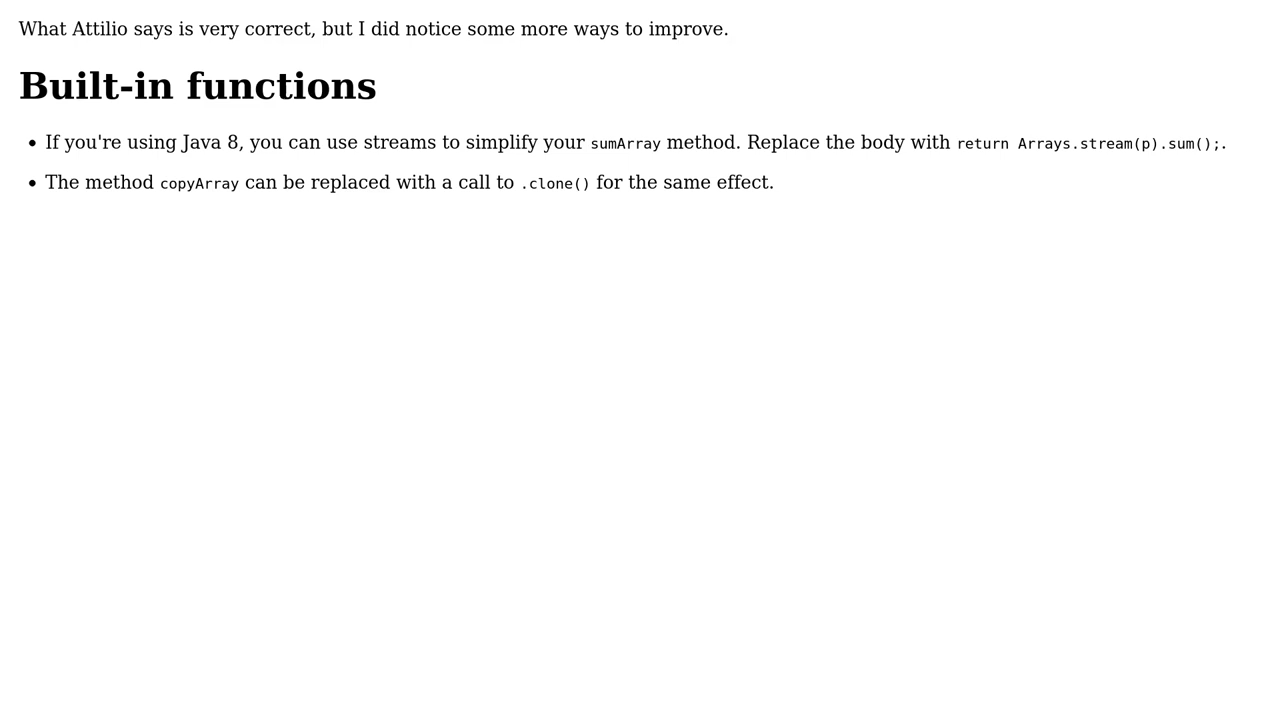 What Attilio says is very correct, but I did notice some more ways to improve.
Built-in functions
• If you're using Java 8, you can use streams to simplify your sumArray method. Replace the body with return Arrays.stream(p).sum();.
• The method copyArray can be replaced with a call to .clone() for the same effect.